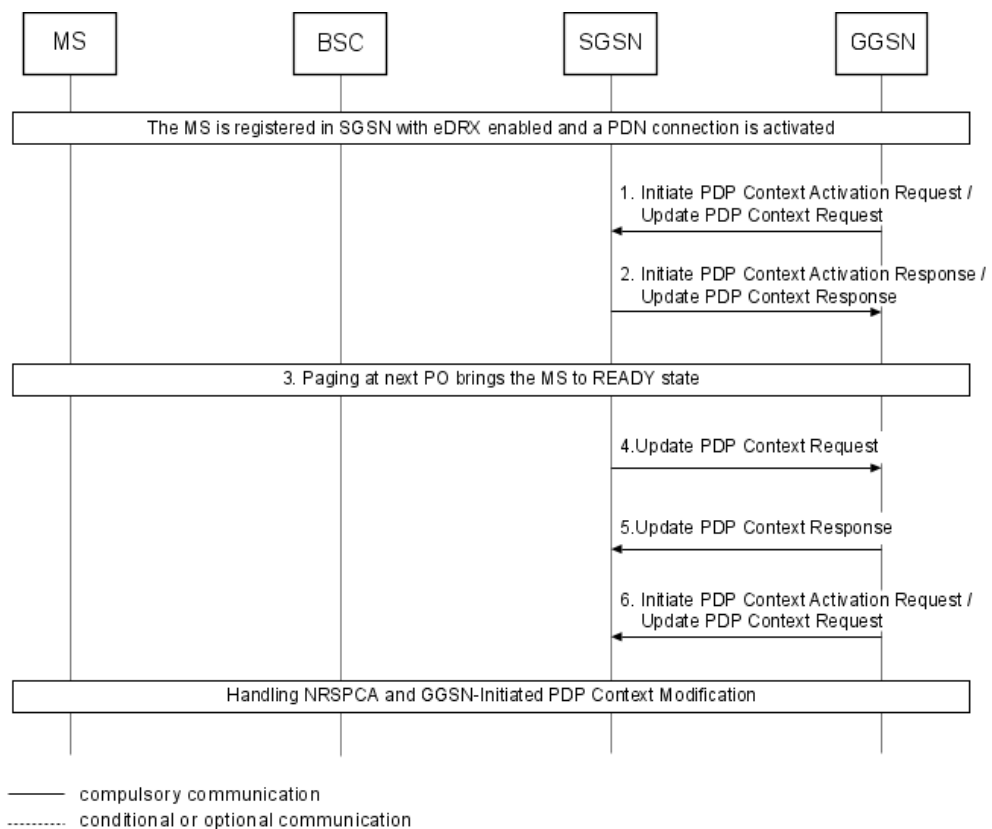 MS BSC SGSN GGSN
The MS is registered in SGSN with eDRX enabled and a PDN connection is activated
1. Initiate PDP Context Activation Request /
Update PDP Context Request
2. Initiate PDP Context Activation Response /
Update PDP Context Response
3. Paging at next PO brings the MS to READY state
4.Update PDP Context Request
5.Update PDP Context Response
6. Initiate PDP Context Activation Request /
Update PDP Context Request
Handling NRSPCA and GGSN-Initiated PDP Context Modification
compulsory communication
conditional or optional communication